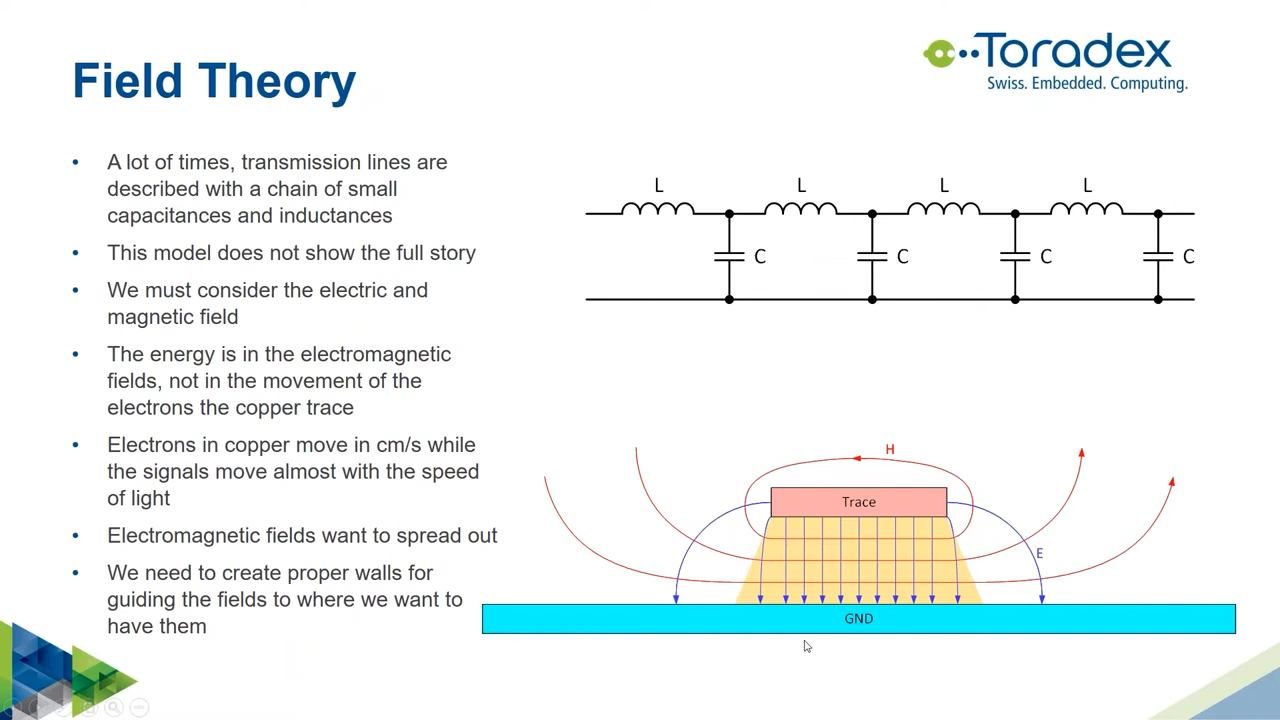 Toradex
Swiss. Embedded. Computing.
Field Theory
• A lot of times, transmission lines are
described with a chain of small
capacitances and inductances
• This model does not show the full story
• We must consider the electric and
magnetic field
• The energy is in the electromagnetic
fields, not in the movement of the
electrons the copper trace
• Electrons in copper move in cm/s while
the signals move almost with the speed
of light
• Electromagnetic fields want to spread out
• We need to create proper walls for
guiding the fields to where we want to
have them
L L L L
C C C C
H
Trace
E
GND